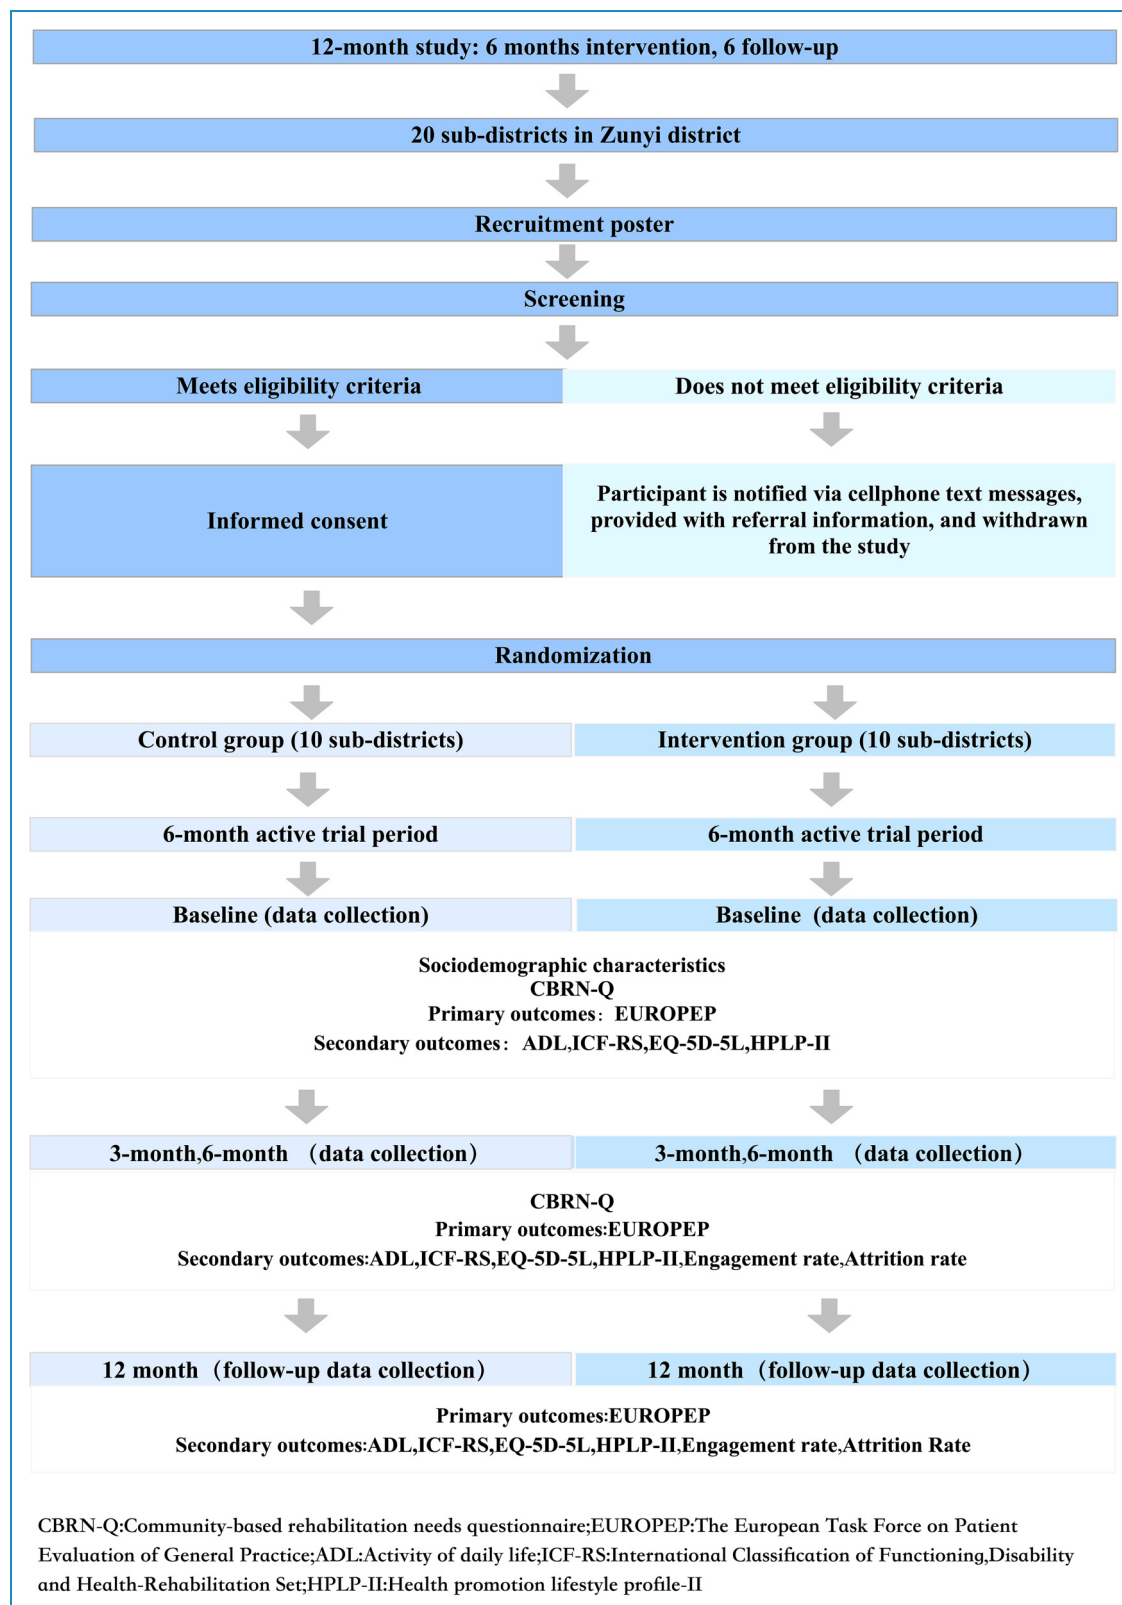 12-month study: 6 months intervention, 6 follow-up
20 sub-districts in Zunyi district
Recruitment poster
Screening
Meets eligibility criteria
Does not meet eligibility criteria
Informed consent
Participant is notified via cellphone text messages,
provided with referral information, and withdrawn
from the study
Randomization
Control group (10 sub-districts)
Intervention group (10 sub-districts)
6-month active trial period
6-month active trial period
Baseline (data collection)
Baseline (data collection)
Sociodemographic characteristics
CBRN-Q
Primary outcomes: EUROPEP
Secondary outcomes: ADL,ICF-RS,EQ-5D-5L,HPLP-II
3-month,6-month （data collection）
3-month,6-month （data collection）
CBRN-Q
Primary outcomes:EUROPEP
Secondary outcomes:ADL,ICF-RS,EQ-5D-5L,HPLP-II,Engagement rate,Attrition rate
12 month（follow-up data collection）
12 month（follow-up data collection）
Primary outcomes:EUROPEP
Secondary outcomes:ADL,ICF-RS,EQ-5D-5L,HPLP-II,Engagement rate,Attrition Rate
CBRN-Q:Community-based rehabilitation needs questionnaire;EUROPEP:The European Task Force on Patient
Evaluation of General Practice;ADL:Activity of daily life;ICF-RS:International Classification of Functioning,Disability
and Health-Rehabilitation Set;HPLP-II:Health promotion lifestyle profile-II